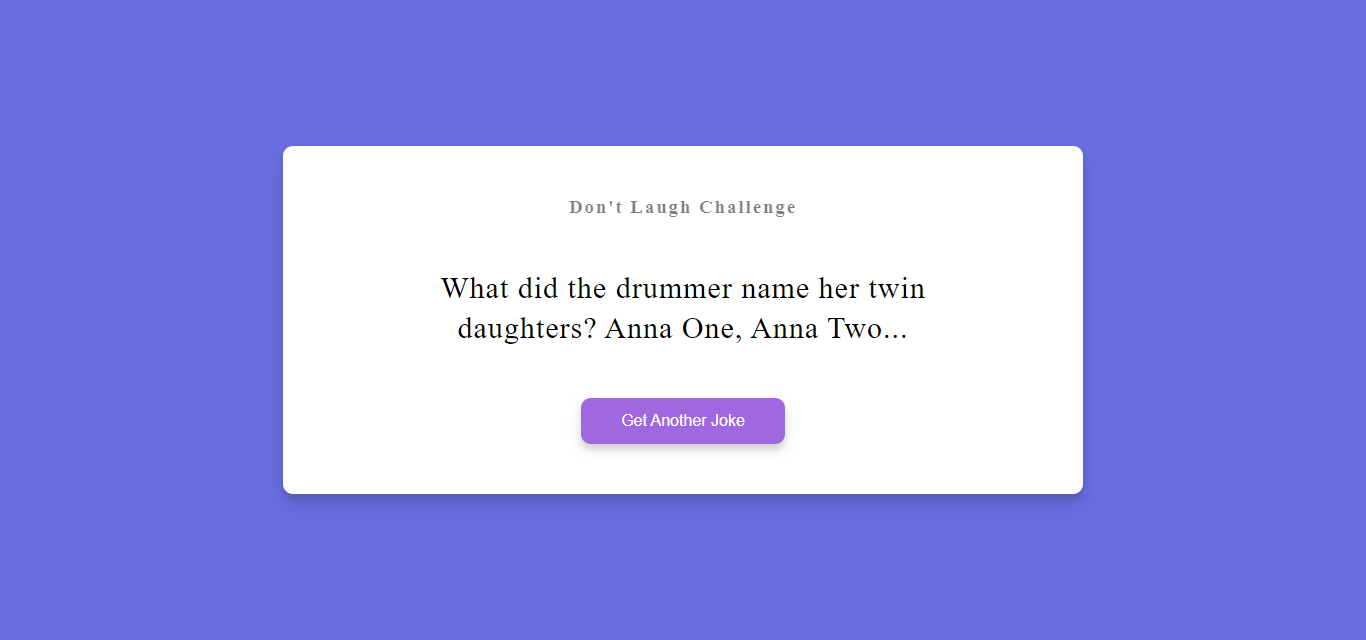 Don't Laugh Challenge
What did the drummer name her twin
daughters? Anna One, Anna Two...
Get Another Joke